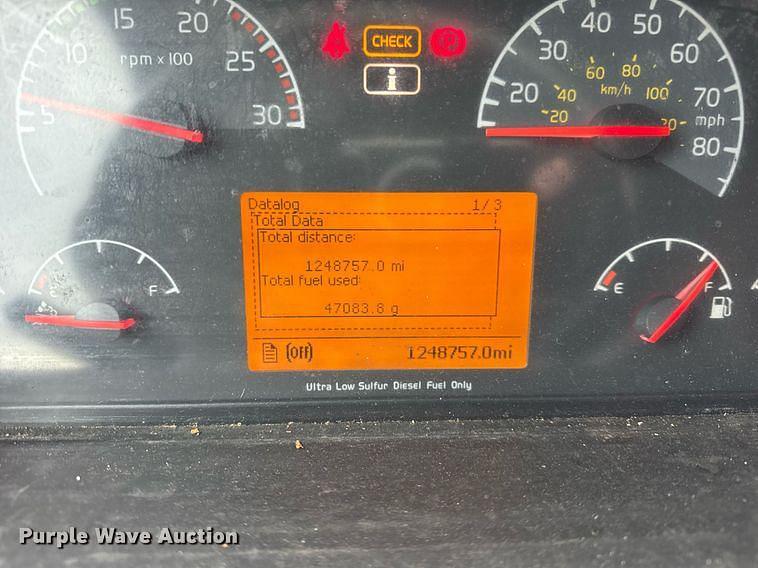 5 10 15 20 25 30
rpm x 100
CHECK
i
P
20 30 40 50 60 70 80
mph
20 40 60 80 100
km/h
Datalog 1/3
Total Data
Total distance:
1248757.0 mi
Total fuel used:
47083.8 g
(Off) 1248757.0mi
E F
E F
Ultra Low Sulfur Diesel Fuel Only
Purple Wave Auction